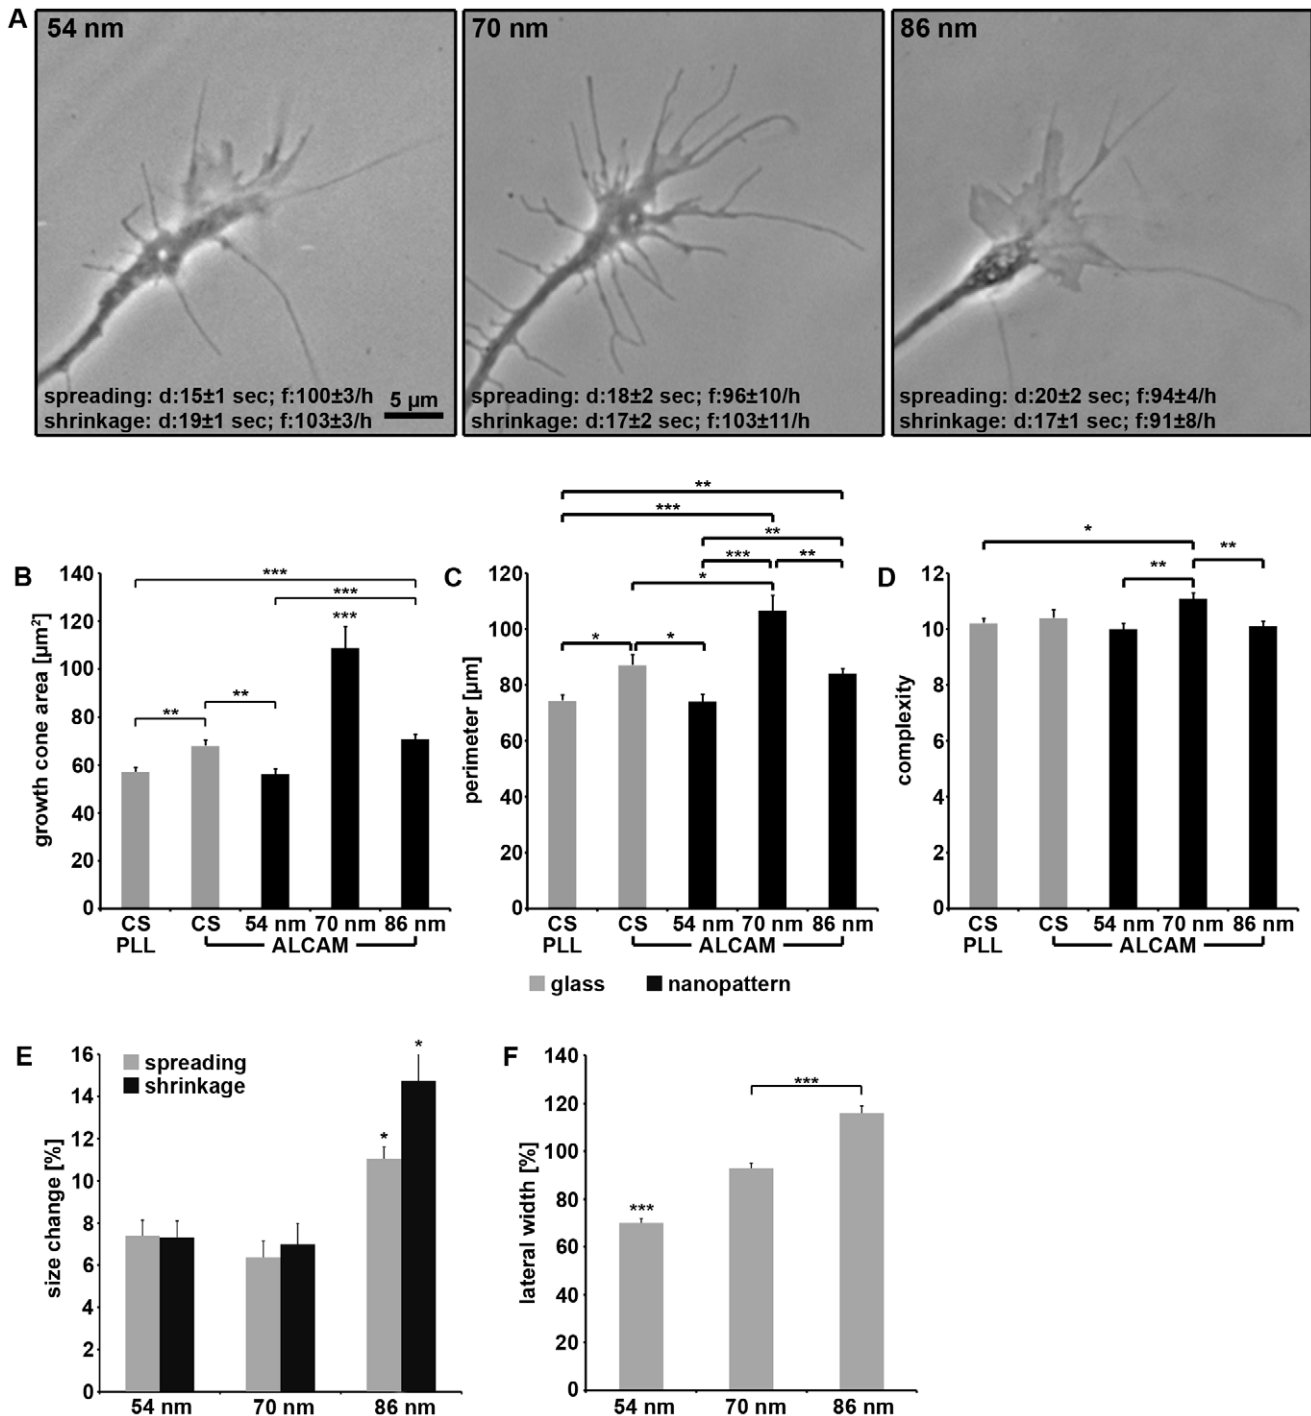 A
54 nm
70 nm
86 nm
spreading: d:15±1 sec; f:100±3/h
shrinkage: d:19±1 sec; f:103±3/h
5 µm
spreading: d:18±2 sec; f:96±10/h
shrinkage: d:17±2 sec; f:103±11/h
spreading: d:20±2 sec; f:94±4/h
shrinkage: d:17±1 sec; f:91±8/h
B
growth cone area [µm²]
140
120
100
80
60
40
20
0
***
***
***
**
**
CS PLL
CS
54 nm
70 nm
86 nm
ALCAM
C
perimeter [µm]
120
100
80
60
40
20
0
**
***
**
***
**
*
*
*
CS PLL
CS
54 nm
70 nm
86 nm
ALCAM
D
complexity
12
10
8
6
4
2
0
*
**
**
CS PLL
CS
54 nm
70 nm
86 nm
ALCAM
glass
nanopattern
E
size change [%]
16
14
12
10
8
6
4
2
0
spreading
shrinkage
*
*
54 nm
70 nm
86 nm
F
lateral width [%]
140
120
100
80
60
40
20
0
***
***
54 nm
70 nm
86 nm